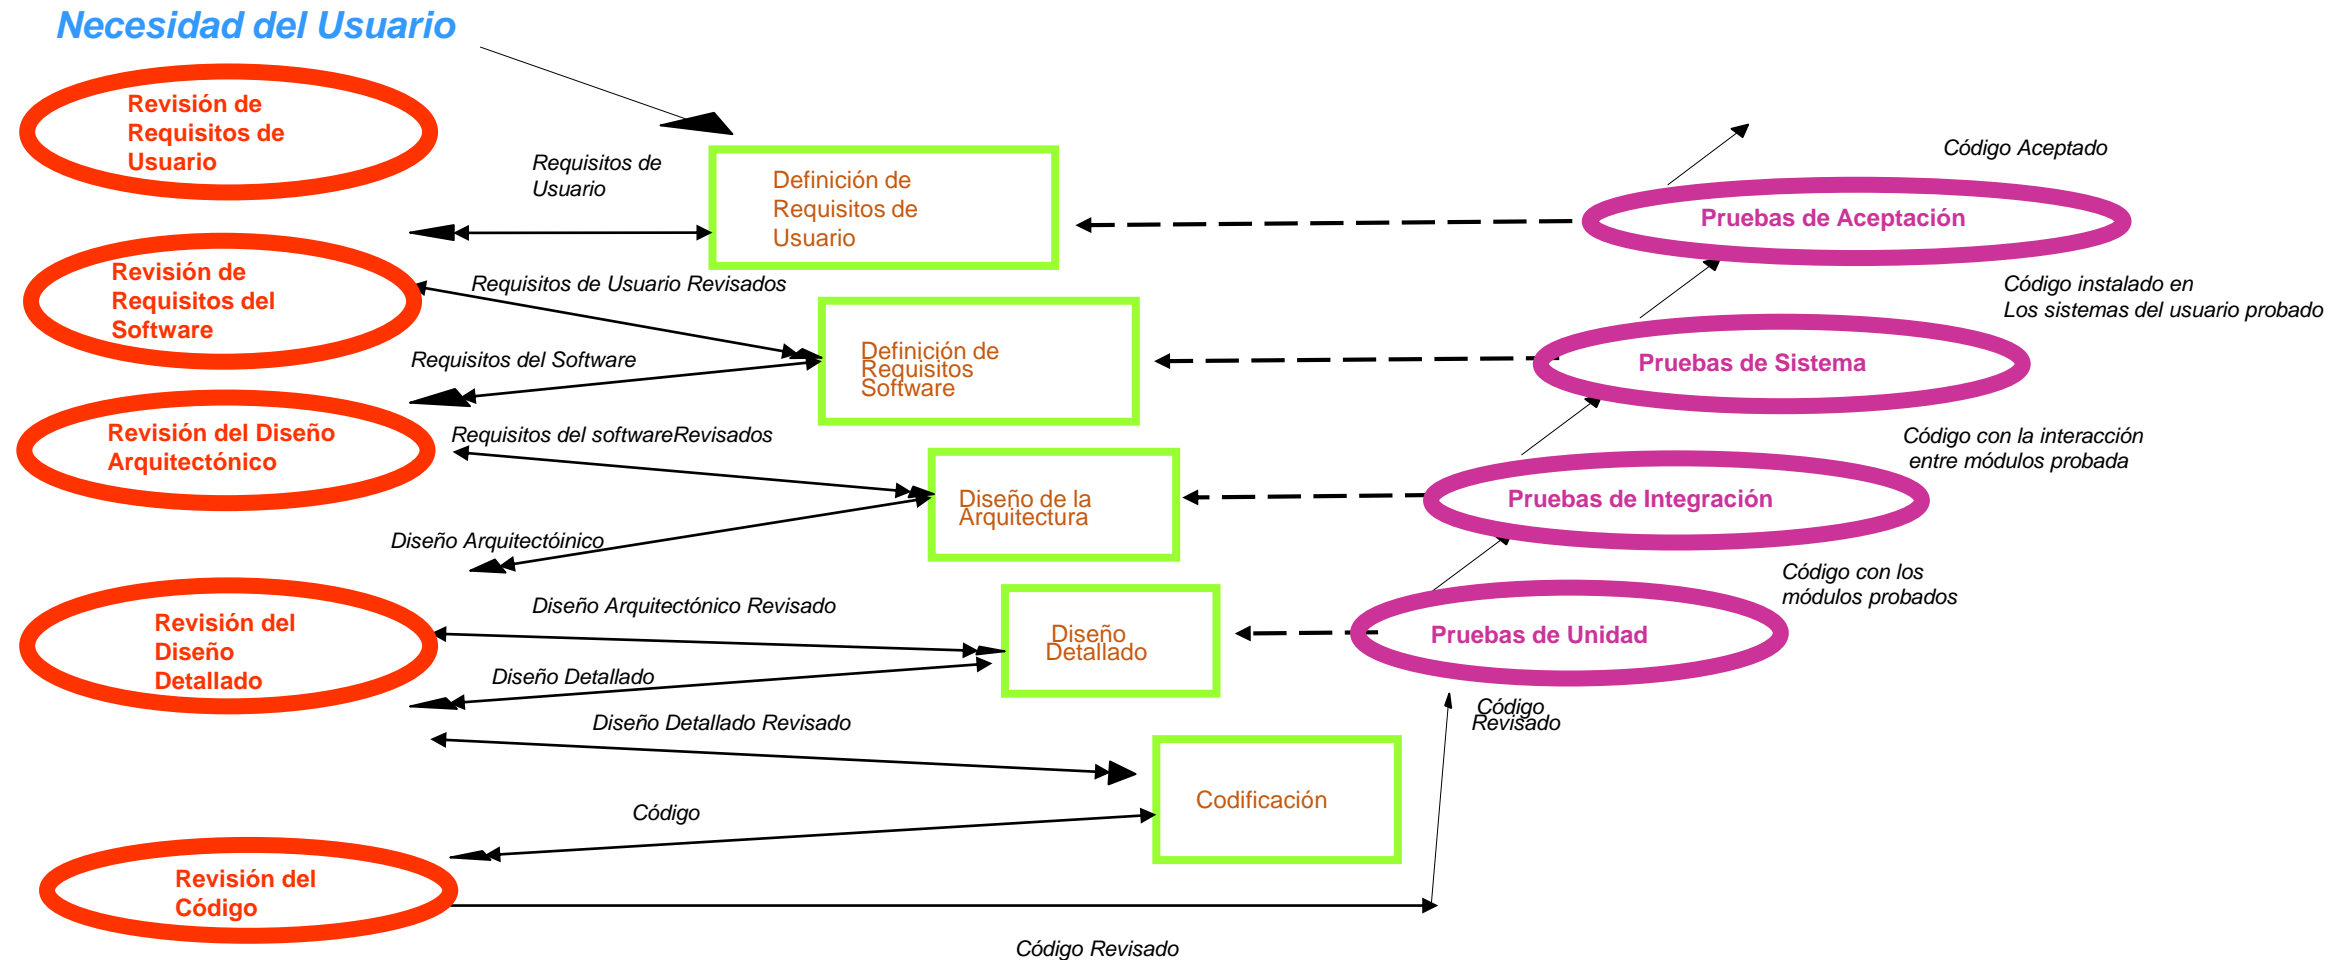 Necesidad del Usuario
Revisión de
Requisitos de
Usuario
Requisitos de
Usuario
Definición de
Requisitos de
Usuario
Código Aceptado
Pruebas de Aceptación
Revisión de
Requisitos del
Software
Requisitos de Usuario Revisados
Código instalado en
Los sistemas del usuario probado
Requisitos del Software
Definición de
Requisitos
Software
Pruebas de Sistema
Revisión del Diseño
Arquitectónico
Requisitos del softwareRevisados
Código con la interacción
entre módulos probada
Diseño de la
Arquitectura
Pruebas de Integración
Diseño Arquitectóinico
Código con los
módulos probados
Revisión del
Diseño
Detallado
Diseño Arquitectónico Revisado
Diseño
Detallado
Pruebas de Unidad
Diseño Detallado
Diseño Detallado Revisado
Código
Revisado
Codificación
Código
Revisión del
Código
Código Revisado